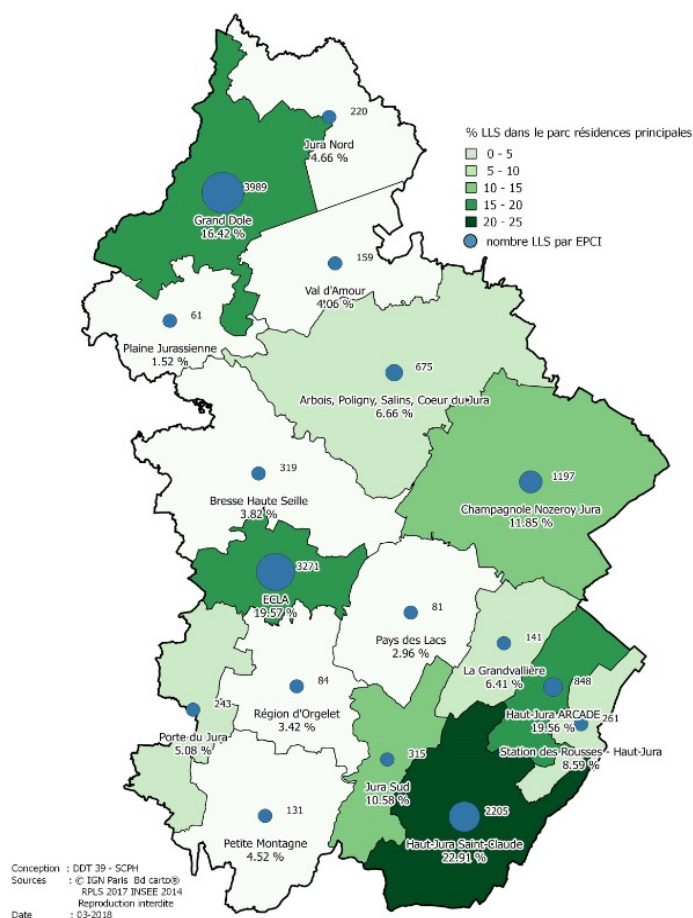 % LLS dans le parc résidences principales
0 - 5
5 - 10
10 - 15
15 - 20
20 - 25
nombre LLS par EPCI
220
Jura Nord
4.66 %
3989
Grand Dole
16.42 %
159
Val d'Amour
4.06 %
61
Plaine Jurassienne
1.52 %
675
Arbois, Poligny, Salins, Coeur du Jura
6.66 %
319
Bresse Haute Seille
3.82 %
1197
Champagnole Nozeroy Jura
11.85 %
3271
ECLA
19.57 %
81
Pays des Lacs
2.96 %
141
La Grandvallière
6.41 %
84
Région d'Orgelet
3.42 %
848
Haut-Jura ARCADE
19.56 %
261
Station des Rousses - Haut-Jura
8.59 %
243
Porte du Jura
5.08 %
315
Jura Sud
10.58 %
131
Petite Montagne
4.52 %
2205
Haut-Jura Saint-Claude
22.91 %
Conception : DDT 39 - SCPH
Sources : © IGN Paris Bd carto®
RPLS 2017 INSEE 2014
Reproduction interdite
Date : 03-2018